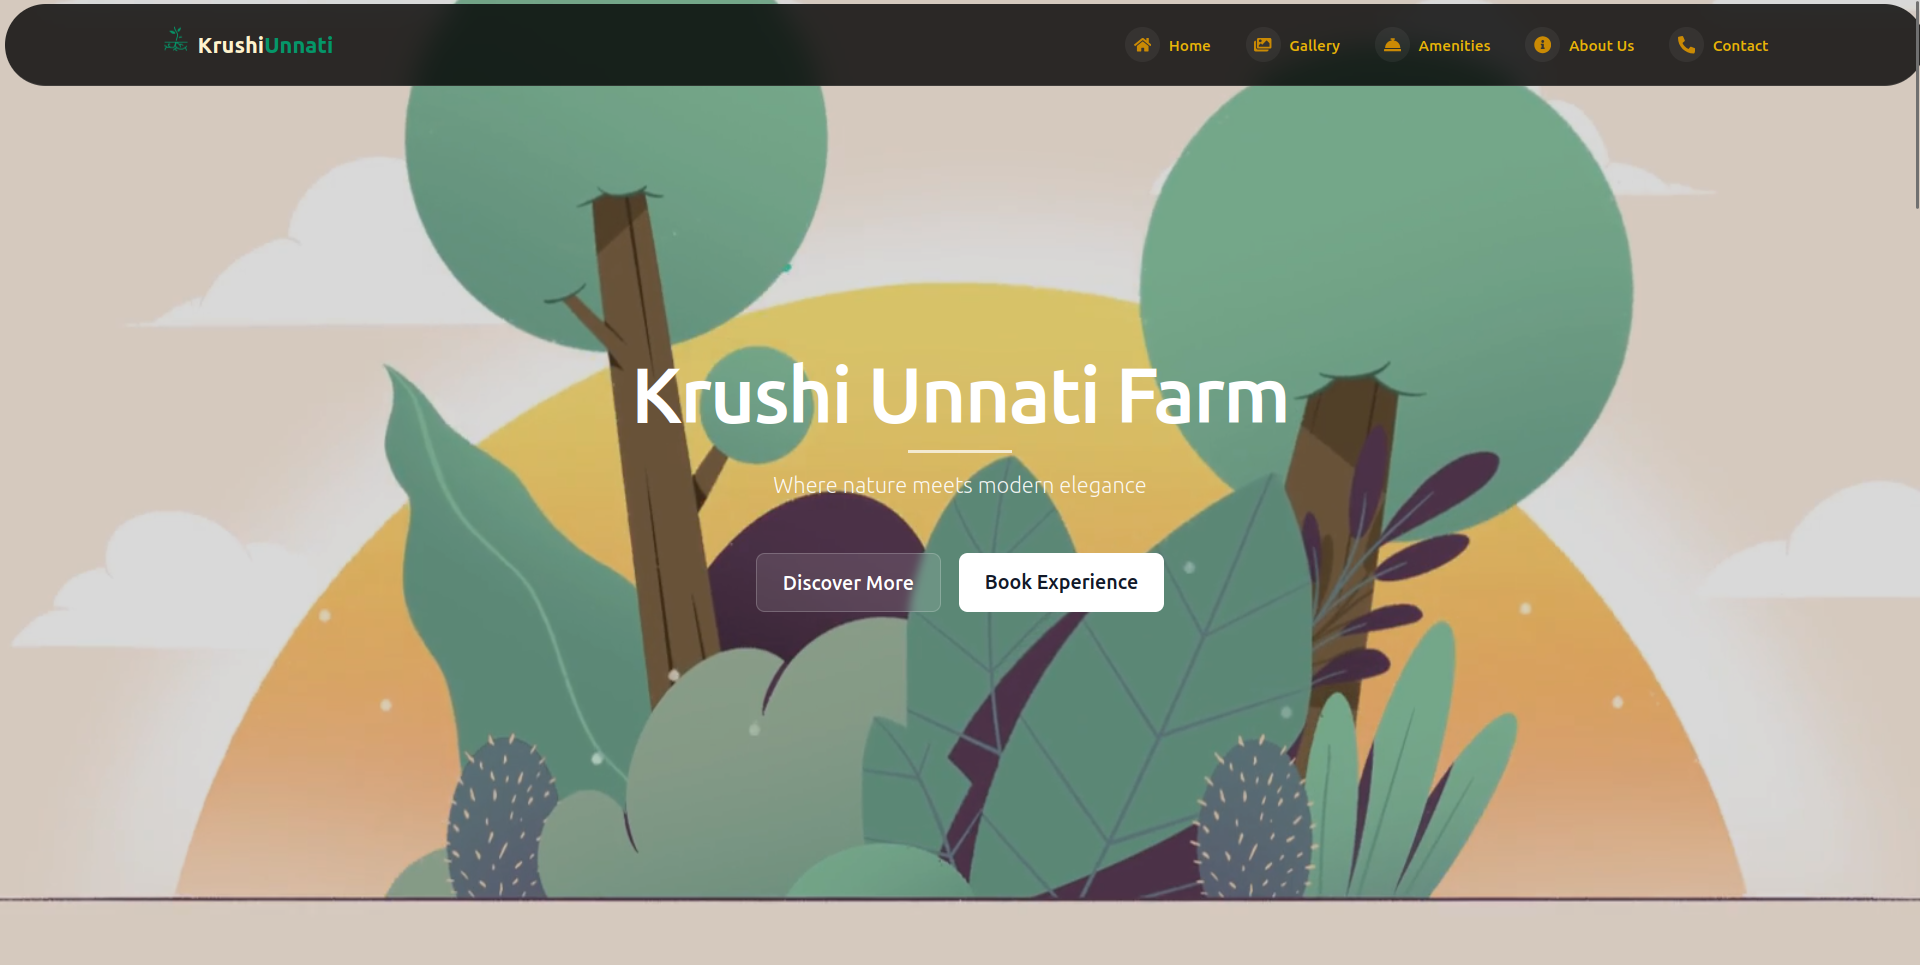 KrushiUnnati
Home
Gallery
Amenities
About Us
Contact
Krushi Unnati Farm
Where nature meets modern elegance
Discover More
Book Experience